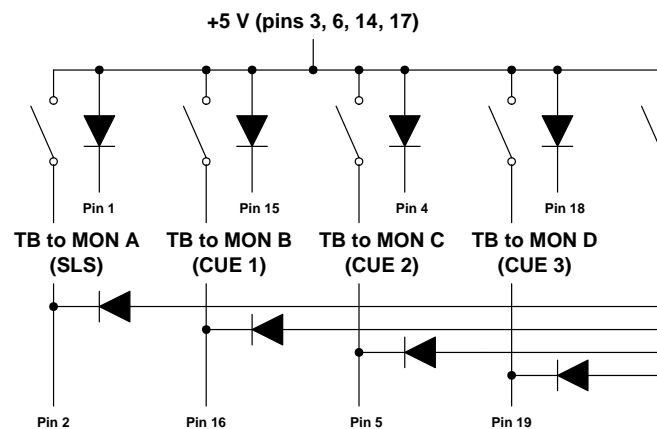 +5 V (pins 3, 6, 14, 17)
Pin 1 Pin 15 Pin 4 Pin 18
TB to MON A TB to MON B TB to MON C TB to MON D
(SLS) (CUE 1) (CUE 2) (CUE 3)
Pin 2 Pin 16 Pin 5 Pin 19